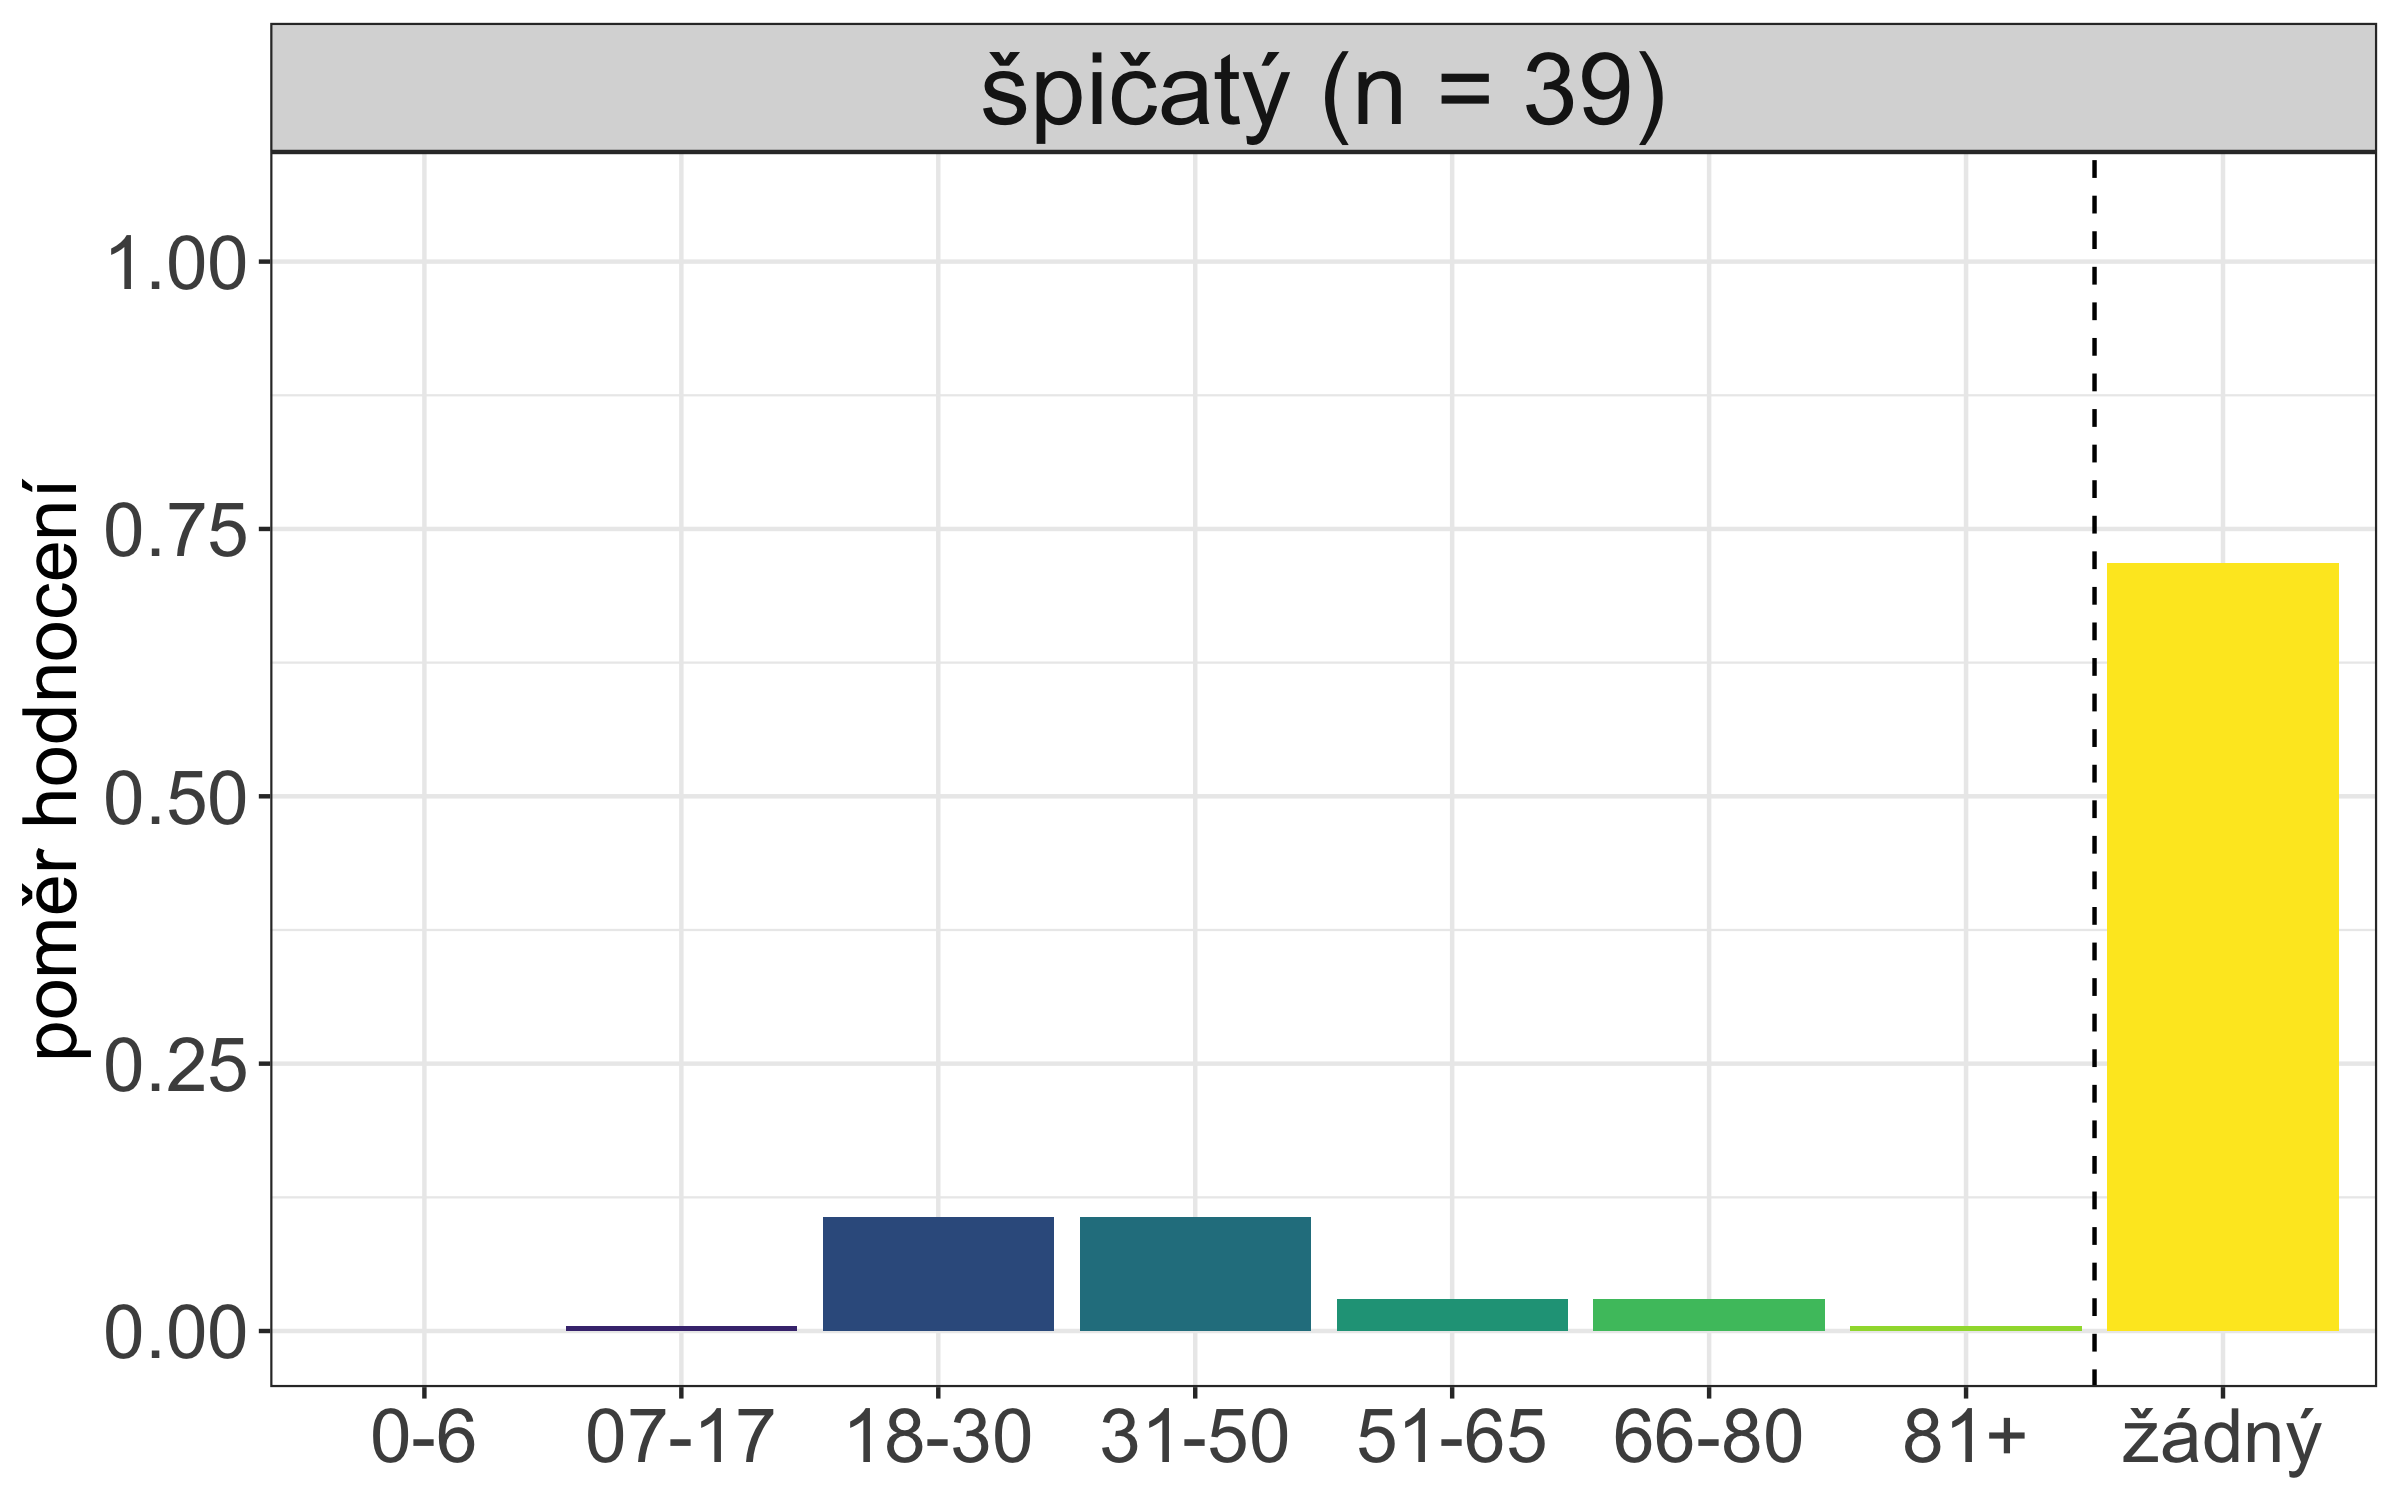 špičatý (n = 39)
poměr hodnocení
1.00
0.75
0.50
0.25
0.00
0-6 07-17 18-30 31-50 51-65 66-80 81+ žádný